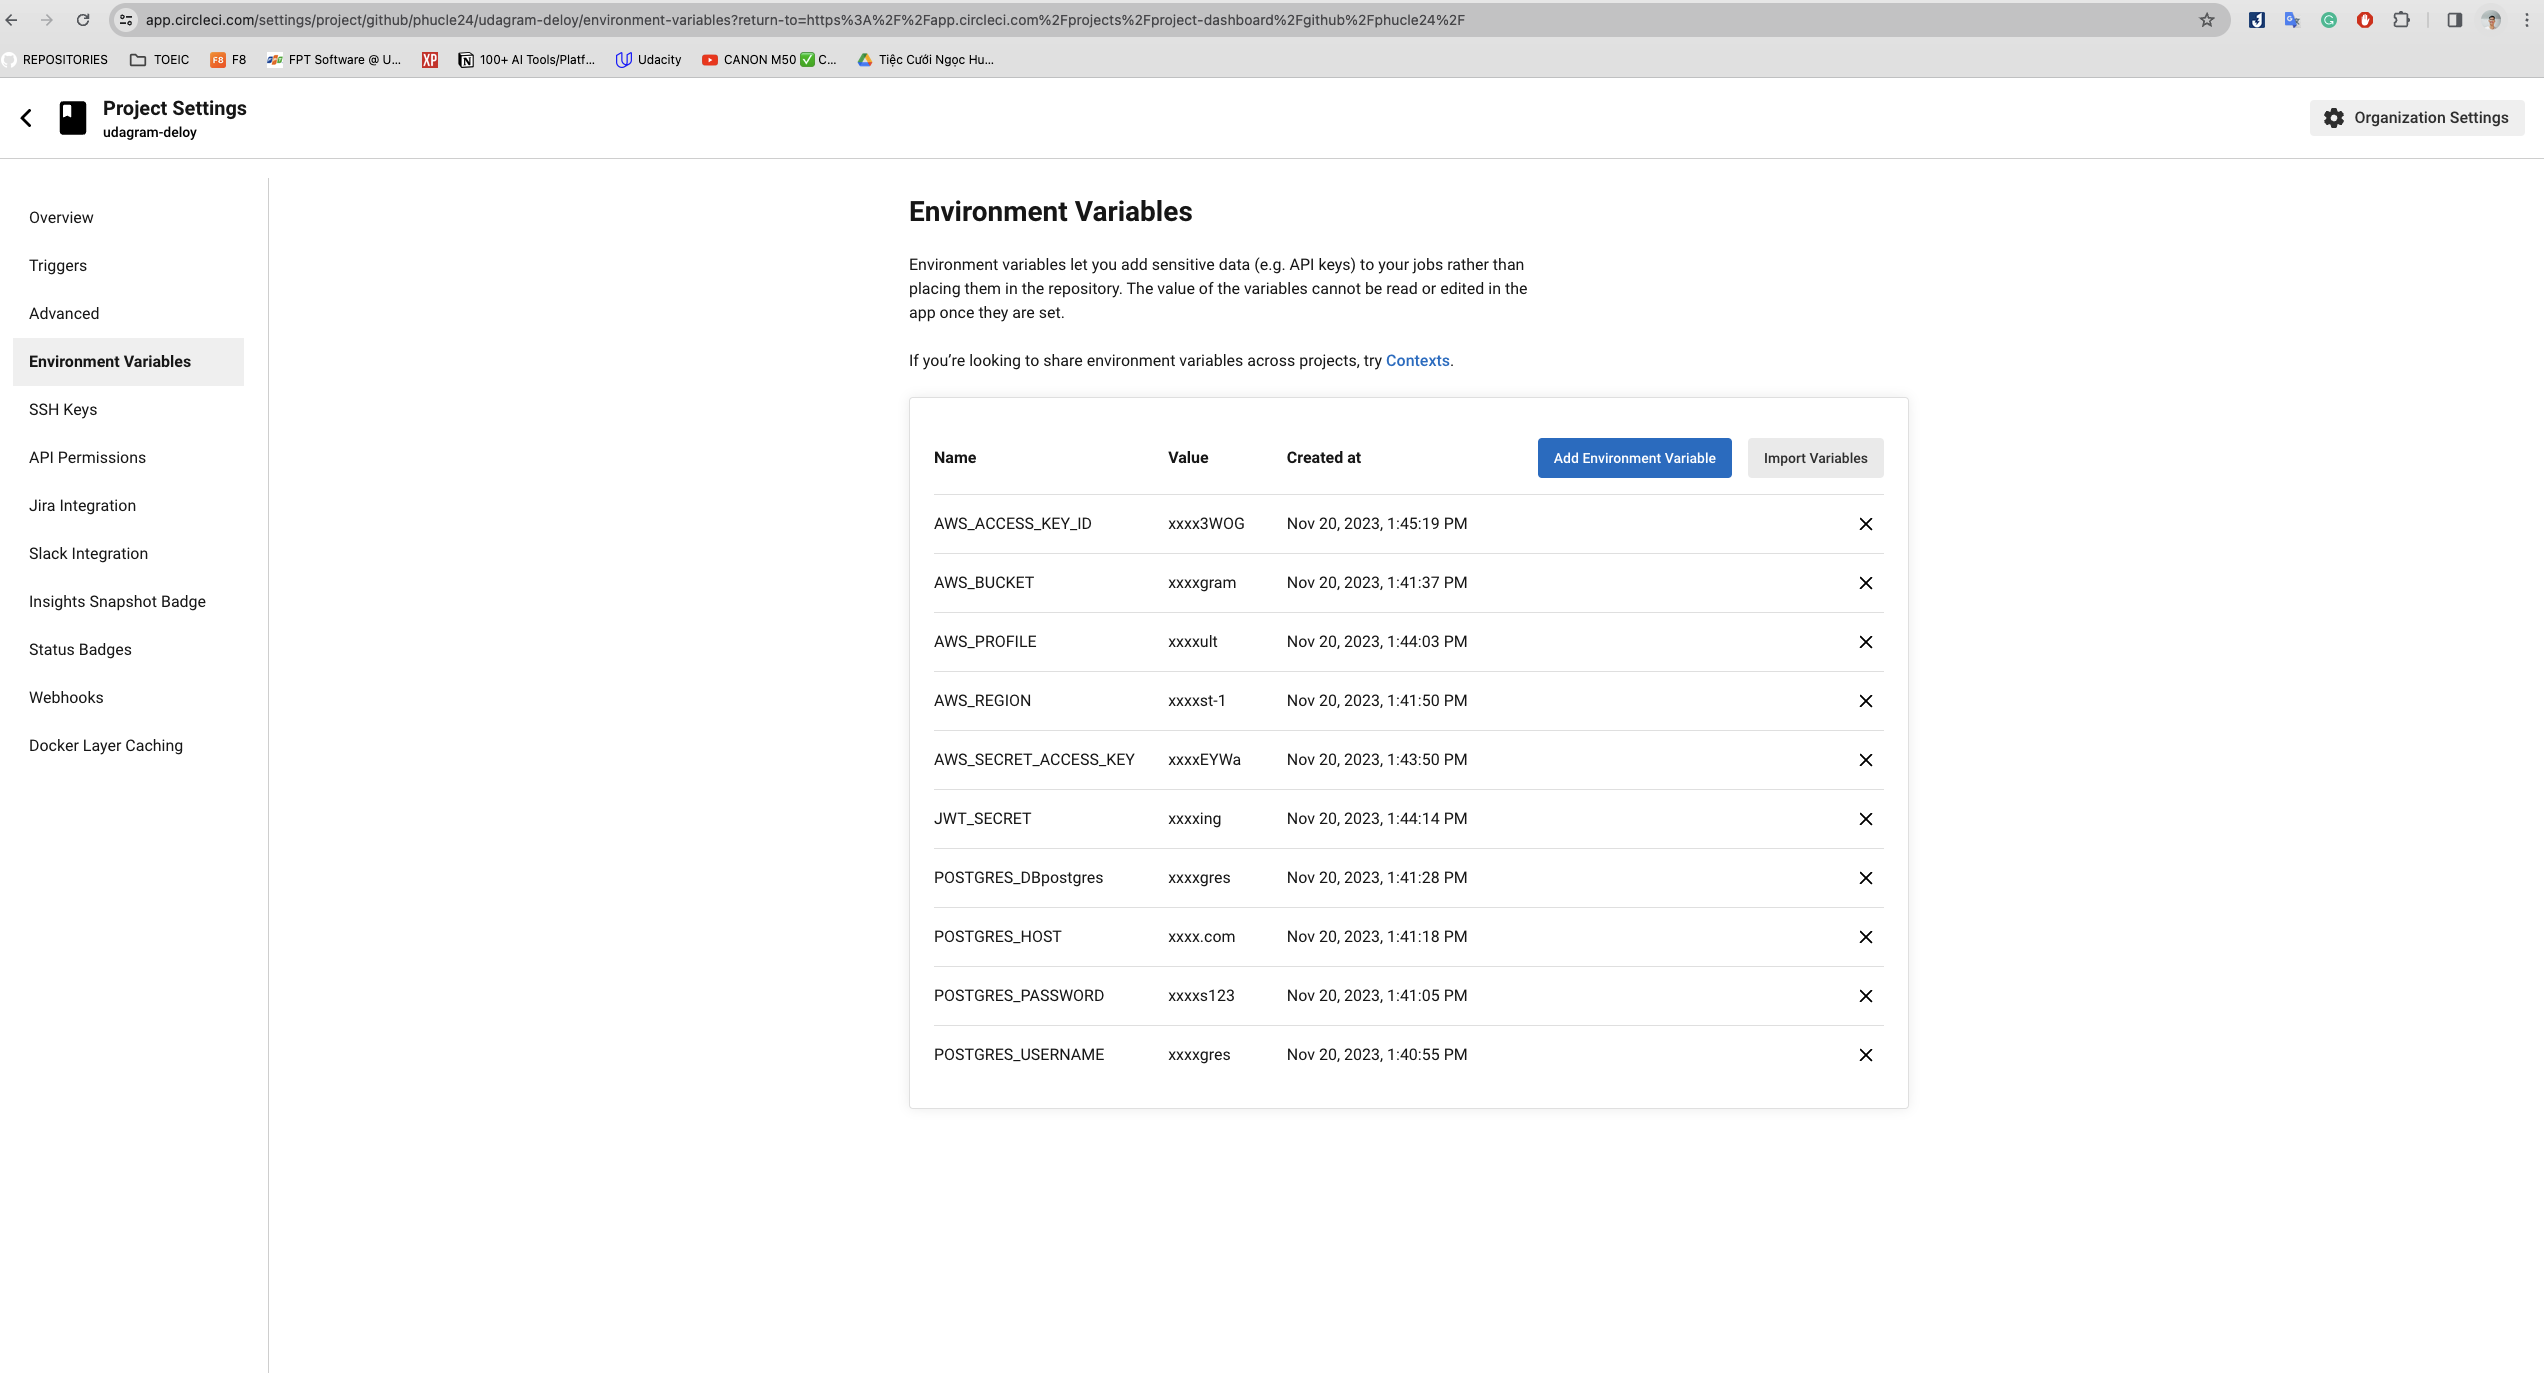 app.circleci.com/settings/project/github/phucle24/udagram-deloy/environment-variables?return-to=https%3A%2F%2Fapp.circleci.com%2Fprojects%2Fproject-dashboard%2Fgithub%2Fphucle24%2F
REPOSITORIES TOEIC F8 F8 FPT Software @ U... XP 100+ AI Tools/Platf... Udacity CANON M50 ✅ C... Tiệc Cưới Ngọc Hu...
Project Settings
udagram-deloy
Organization Settings
Overview
Triggers
Advanced
Environment Variables
SSH Keys
API Permissions
Jira Integration
Slack Integration
Insights Snapshot Badge
Status Badges
Webhooks
Docker Layer Caching
Environment Variables
Environment variables let you add sensitive data (e.g. API keys) to your jobs rather than
placing them in the repository. The value of the variables cannot be read or edited in the
app once they are set.
If you’re looking to share environment variables across projects, try Contexts.
Name Value Created at Add Environment Variable Import Variables
AWS_ACCESS_KEY_ID xxxx3WOG Nov 20, 2023, 1:45:19 PM
AWS_BUCKET xxxxgram Nov 20, 2023, 1:41:37 PM
AWS_PROFILE xxxxult Nov 20, 2023, 1:44:03 PM
AWS_REGION xxxxst-1 Nov 20, 2023, 1:41:50 PM
AWS_SECRET_ACCESS_KEY xxxxEYWa Nov 20, 2023, 1:43:50 PM
JWT_SECRET xxxxing Nov 20, 2023, 1:44:14 PM
POSTGRES_DBpostgres xxxxgres Nov 20, 2023, 1:41:28 PM
POSTGRES_HOST xxxx.com Nov 20, 2023, 1:41:18 PM
POSTGRES_PASSWORD xxxxs123 Nov 20, 2023, 1:41:05 PM
POSTGRES_USERNAME xxxxgres Nov 20, 2023, 1:40:55 PM